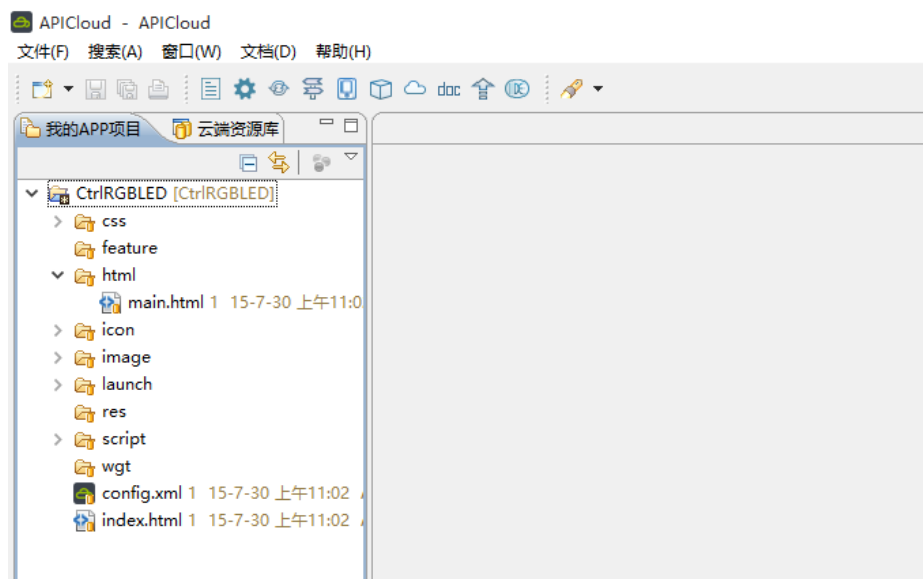 APICloud - APICloud
文件(F) 搜索(A) 窗口(W) 文档(D) 帮助(H)
doc DE
我的APP项目 云端资源库
CtrlRGBLED [CtrlRGBLED]
css
feature
html
main.html 1 15-7-30 上午11:0
icon
image
launch
res
script
wgt
config.xml 1 15-7-30 上午11:02
index.html 1 15-7-30 上午11:02